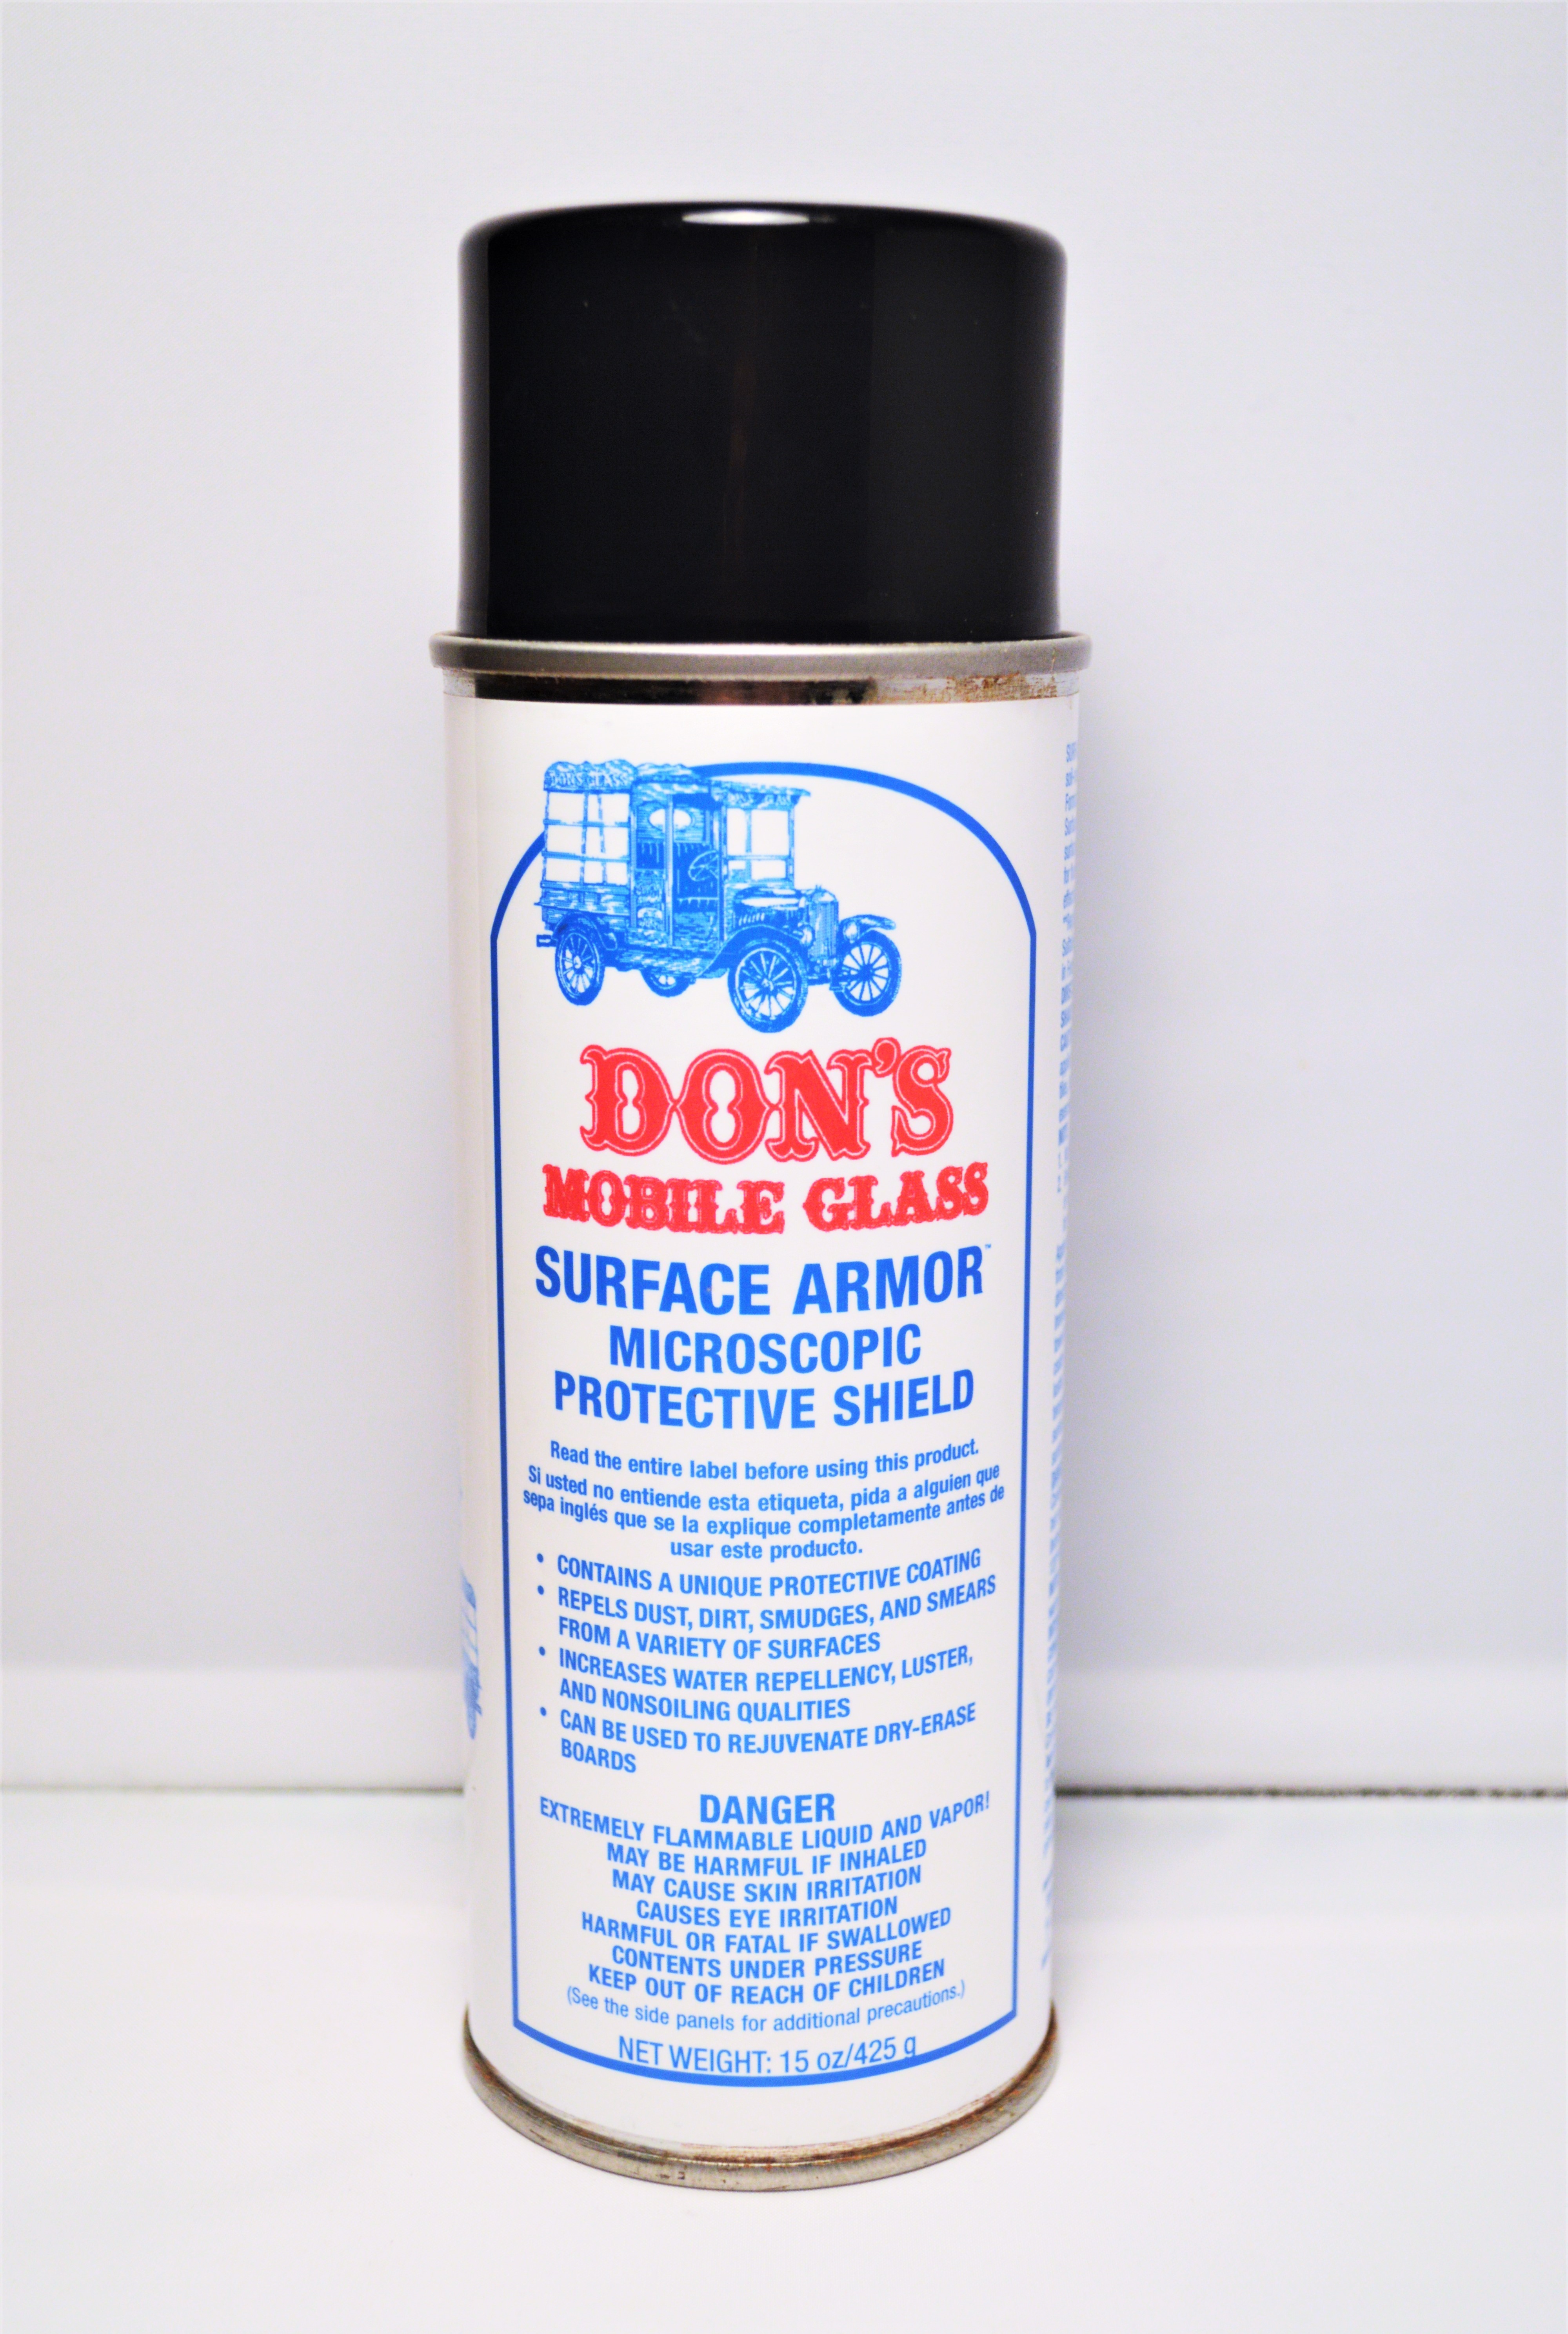 DON'S GLASS
DON'S
MOBILE GLASS
SURFACE ARMOR™
MICROSCOPIC
PROTECTIVE SHIELD
Read the entire label before using this product.
Si usted no entiende esta etiqueta, pida a alguien que
sepa inglés que se la explique completamente antes de
usar este producto.
• CONTAINS A UNIQUE PROTECTIVE COATING
• REPELS DUST, DIRT, SMUDGES, AND SMEARS
FROM A VARIETY OF SURFACES
• INCREASES WATER REPELLENCY, LUSTER,
AND NONSOILING QUALITIES
• CAN BE USED TO REJUVENATE DRY-ERASE
BOARDS
DANGER
EXTREMELY FLAMMABLE LIQUID AND VAPOR!
MAY BE HARMFUL IF INHALED
MAY CAUSE SKIN IRRITATION
CAUSES EYE IRRITATION
HARMFUL OR FATAL IF SWALLOWED
CONTENTS UNDER PRESSURE
KEEP OUT OF REACH OF CHILDREN
(See the side panels for additional precautions.)
NET WEIGHT: 15 oz/425 g